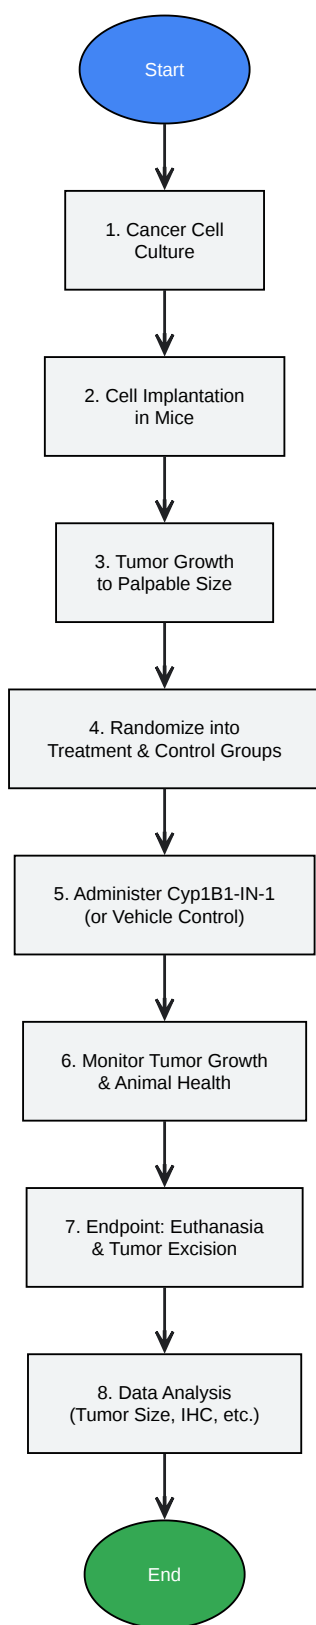 Start
1. Cancer Cell
Culture
2. Cell Implantation
in Mice
3. Tumor Growth
to Palpable Size
4. Randomize into
Treatment & Control Groups
5. Administer Cyp1B1-IN-1
(or Vehicle Control)
6. Monitor Tumor Growth
& Animal Health
7. Endpoint: Euthanasia
& Tumor Excision
8. Data Analysis
(Tumor Size, IHC, etc.)
End